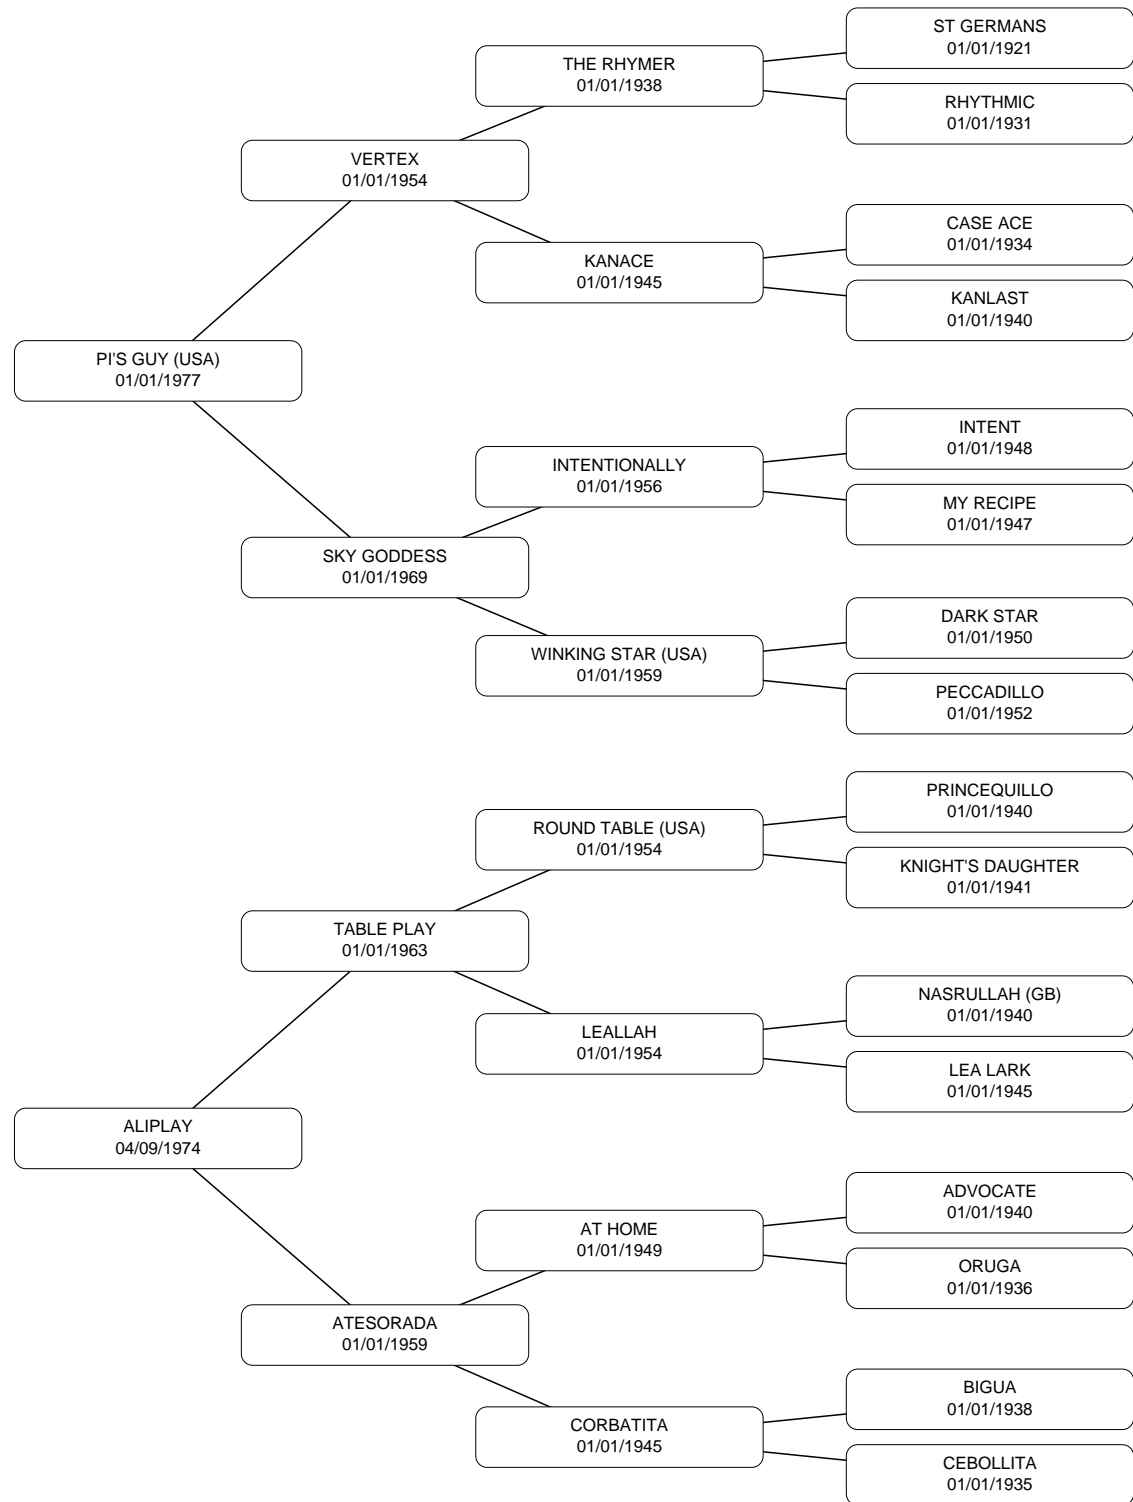 ST GERMANS
01/01/1921
THE RHYMER
01/01/1938
RHYTHMIC
01/01/1931
VERTEX
01/01/1954
CASE ACE
01/01/1934
KANACE
01/01/1945
KANLAST
01/01/1940
PI'S GUY (USA)
01/01/1977
INTENT
01/01/1948
INTENTIONALLY
01/01/1956
MY RECIPE
01/01/1947
SKY GODDESS
01/01/1969
DARK STAR
01/01/1950
WINKING STAR (USA)
01/01/1959
PECCADILLO
01/01/1952
PRINCEQUILLO
01/01/1940
ROUND TABLE (USA)
01/01/1954
KNIGHT'S DAUGHTER
01/01/1941
TABLE PLAY
01/01/1963
NASRULLAH (GB)
01/01/1940
LEALLAH
01/01/1954
LEA LARK
01/01/1945
ALIPLAY
04/09/1974
ADVOCATE
01/01/1940
AT HOME
01/01/1949
ORUGA
01/01/1936
ATESORADA
01/01/1959
BIGUA
01/01/1938
CORBATITA
01/01/1945
CEBOLLITA
01/01/1935